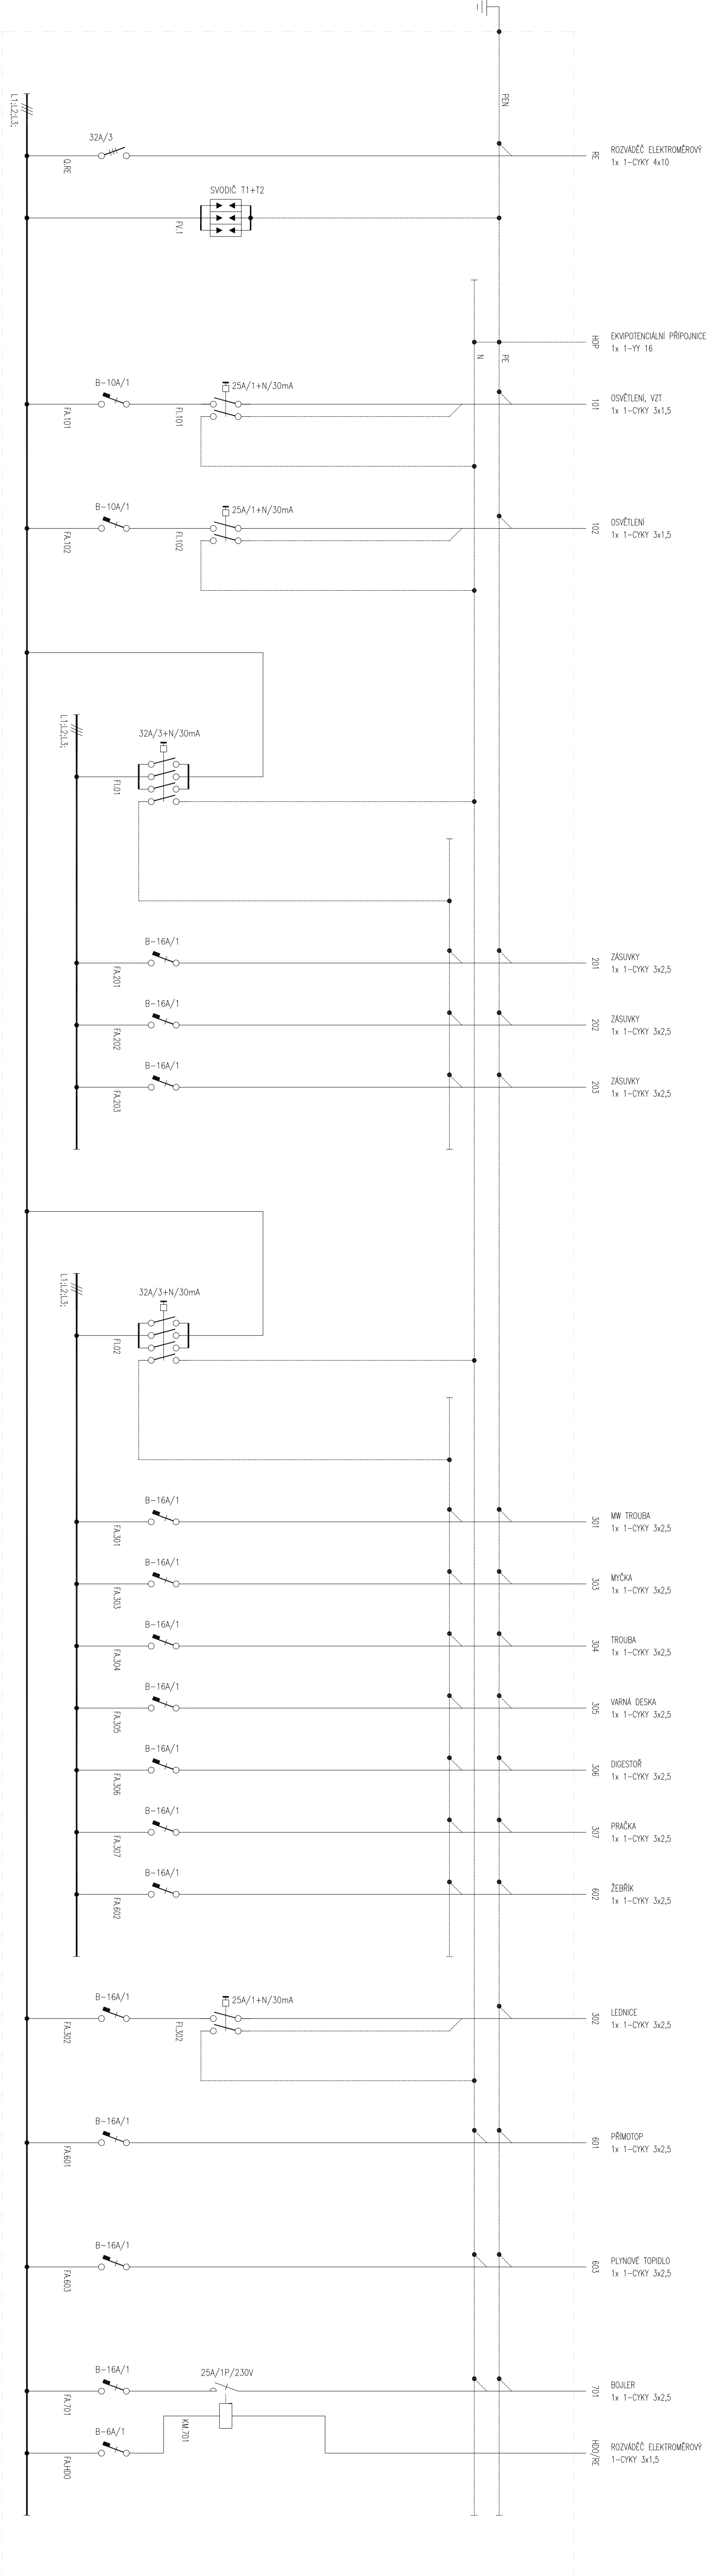 PEN
L1;L2;L3;
32A/3
Q.RE
RE
ROZVÁDĚČ ELEKTROMĚROVÝ
1x 1-CYKY 4x10
SVODIČ T1+T2
FV.1
HOP
EKVIPOTENCIÁLNÍ PŘÍPOJNICE
1x 1-YY 16
N
PE
B-10A/1
FA.101
FI.101
25A/1+N/30mA
101
OSVĚTLENÍ, VZT
1x 1-CYKY 3x1,5
B-10A/1
FA.102
FI.102
25A/1+N/30mA
102
OSVĚTLENÍ
1x 1-CYKY 3x1,5
L1;L2;L3;
32A/3+N/30mA
FI.01
B-16A/1
FA.201
201
ZÁSUVKY
1x 1-CYKY 3x2,5
B-16A/1
FA.202
202
ZÁSUVKY
1x 1-CYKY 3x2,5
B-16A/1
FA.203
203
ZÁSUVKY
1x 1-CYKY 3x2,5
L1;L2;L3;
32A/3+N/30mA
FI.02
B-16A/1
FA.301
301
MW TROUBA
1x 1-CYKY 3x2,5
B-16A/1
FA.303
303
MYČKA
1x 1-CYKY 3x2,5
B-16A/1
FA.304
304
TROUBA
1x 1-CYKY 3x2,5
B-16A/1
FA.305
305
VARNÁ DESKA
1x 1-CYKY 3x2,5
B-16A/1
FA.306
306
DIGESTOŘ
1x 1-CYKY 3x2,5
B-16A/1
FA.307
307
PRAČKA
1x 1-CYKY 3x2,5
B-16A/1
FA.602
602
ŽEBŘÍK
1x 1-CYKY 3x2,5
B-16A/1
FA.302
FI.302
25A/1+N/30mA
302
LEDNICE
1x 1-CYKY 3x2,5
B-16A/1
FA.601
601
PŘÍMOTOP
1x 1-CYKY 3x2,5
B-16A/1
FA.603
603
PLYNOVÉ TOPIDLO
1x 1-CYKY 3x2,5
B-16A/1
FA.701
25A/1P/230V
KM.701
701
BOJLER
1x 1-CYKY 3x2,5
B-6A/1
FA.HDO
HDO/RE
ROZVÁDĚČ ELEKTROMĚROVÝ
1-CYKY 3x1,5